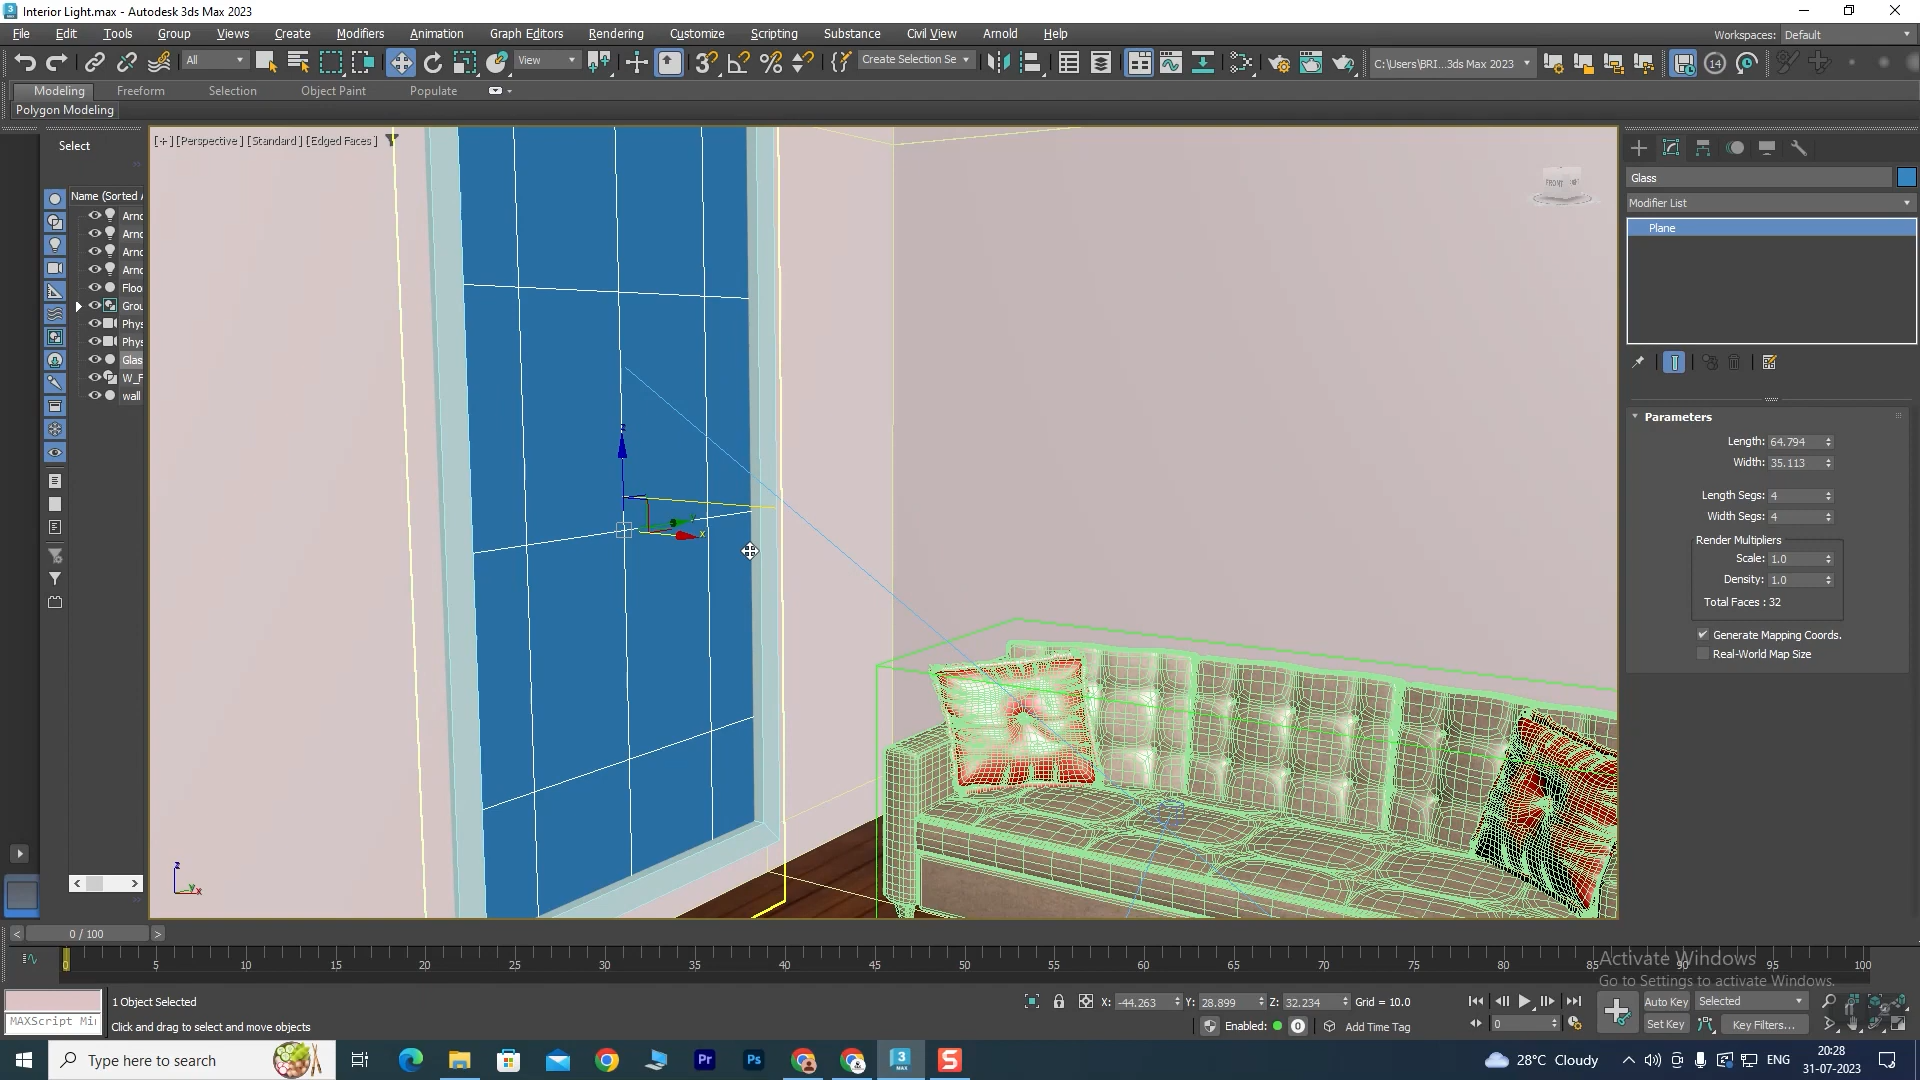 Interior Light.max - Autodesk 3ds Max 2023
File Edit Tools Group Views Create Modifiers Animation Graph Editors Rendering Customize Scripting Substance Civil View Arnold Help
Workspaces: Default
All View Create Selection Se C:\Users\BRI...3ds Max 2023 14
Modeling Freeform Selection Object Paint Populate
Polygon Modeling
Select
[+] [Perspective] [Standard] [Edged Faces]
FRONT
Name (Sorted A
Arnc
Arnc
Arnc
Arnc
Floo
Grou
Phys
Phys
Glas
W_F
wall
z
x
y
z
y
x
Glass
Modifier List
Plane
Parameters
Length: 64.794
Width: 35.113
Length Segs: 4
Width Segs: 4
Render Multipliers
Scale: 1.0
Density: 1.0
Total Faces : 32
Generate Mapping Coords.
Real-World Map Size
< 0 / 100 >
0 5 10 15 20 25 30 35 40 45 50 55 60 65 70 75 80 85 90 95 100
Activate Windows
Go to Settings to activate Windows.
1 Object Selected
Click and drag to select and move objects
MAXScript Mi
X: -44.263 Y: 28.899 Z: 32.234 Grid = 10.0
Enabled: 0 Add Time Tag
0
Auto Key Selected
Set Key Key Filters...
Type here to search
Pr Ps 3 MAX S
28°C Cloudy ENG
20:28
31-07-2023